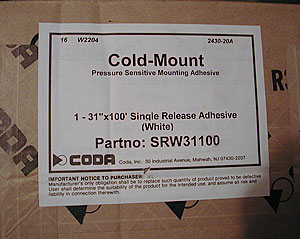 16 W2204 2430-20A
Cold-Mount
Pressure Sensitive Mounting Adhesive
1 - 31"x100' Single Release Adhesive
(White)
Partno: SRW31100
CODA Coda, Inc. 30 Industrial Avenue, Mahwah, NJ 07430-2207
IMPORTANT NOTICE TO PURCHASER:
Manufacturer's only obligation shall be to replace such quantity of product proved to be defective.
User shall determine the suitability of the product for the intended use, and assume all risk and
liability in connection therewith.